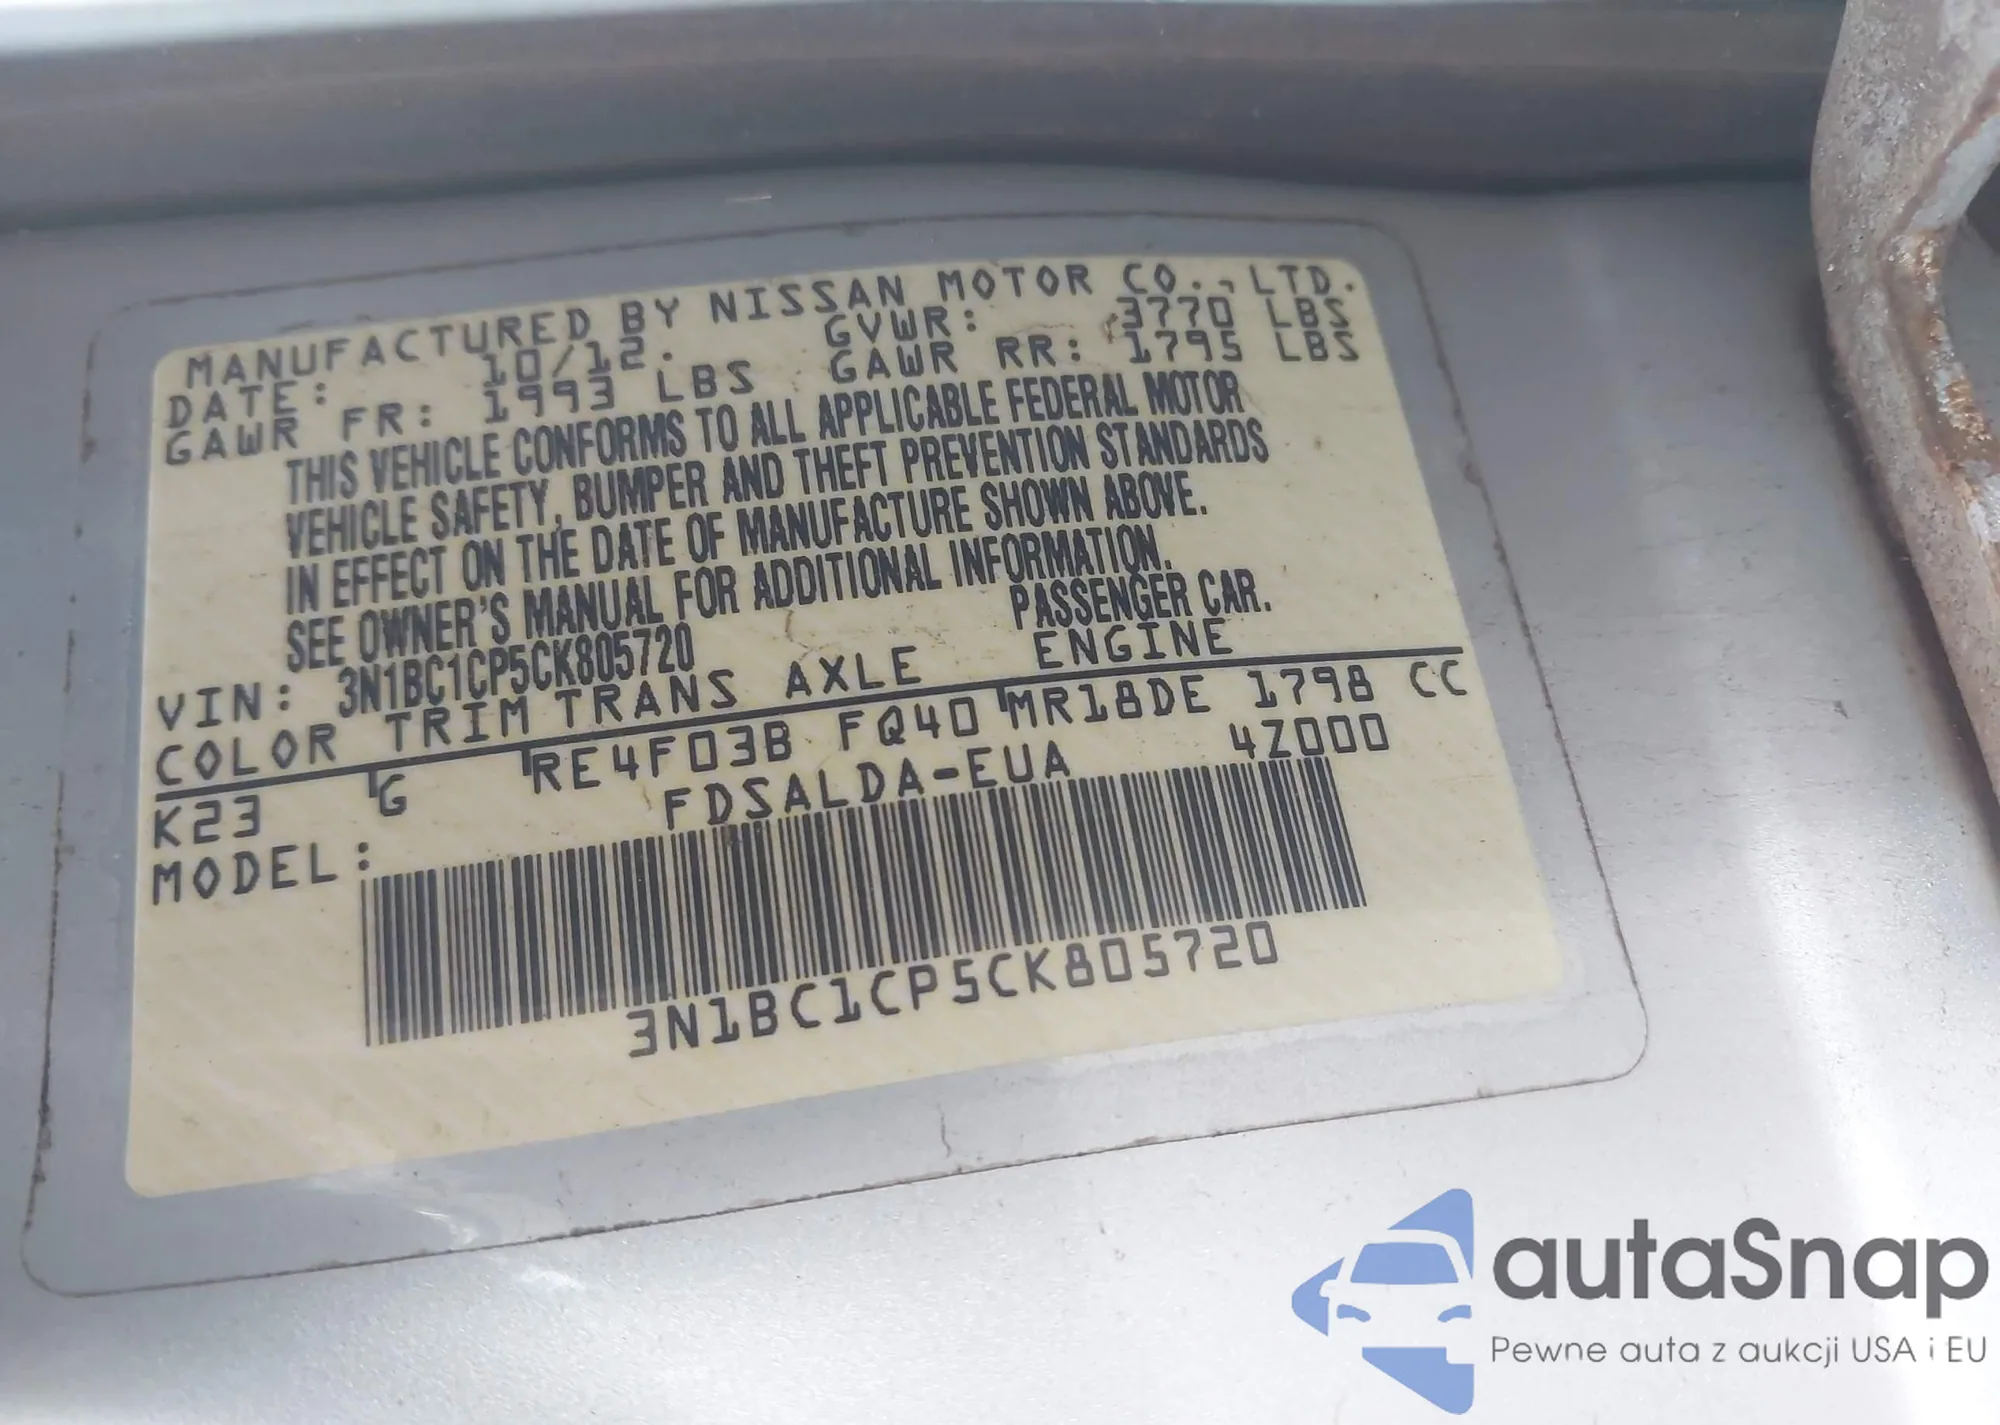 MANUFACTURED BY NISSAN MOTOR CO., LTD.
DATE: 10/12. GVWR: 3770 LBS
GAWR FR: 1993 LBS GAWR RR: 1795 LBS
THIS VEHICLE CONFORMS TO ALL APPLICABLE FEDERAL MOTOR
VEHICLE SAFETY, BUMPER AND THEFT PREVENTION STANDARDS
IN EFFECT ON THE DATE OF MANUFACTURE SHOWN ABOVE.
SEE OWNER'S MANUAL FOR ADDITIONAL INFORMATION.
VIN: 3N1BC1CP5CK805720 PASSENGER CAR.
COLOR TRIM TRANS AXLE ENGINE
K23 G RE4F03B FQ40 MR18DE 1798 CC
MODEL: FDSALDA-EUA 4Z000
3N1BC1CP5CK805720
autaSnap
Pewne auta z aukcji USA i EU